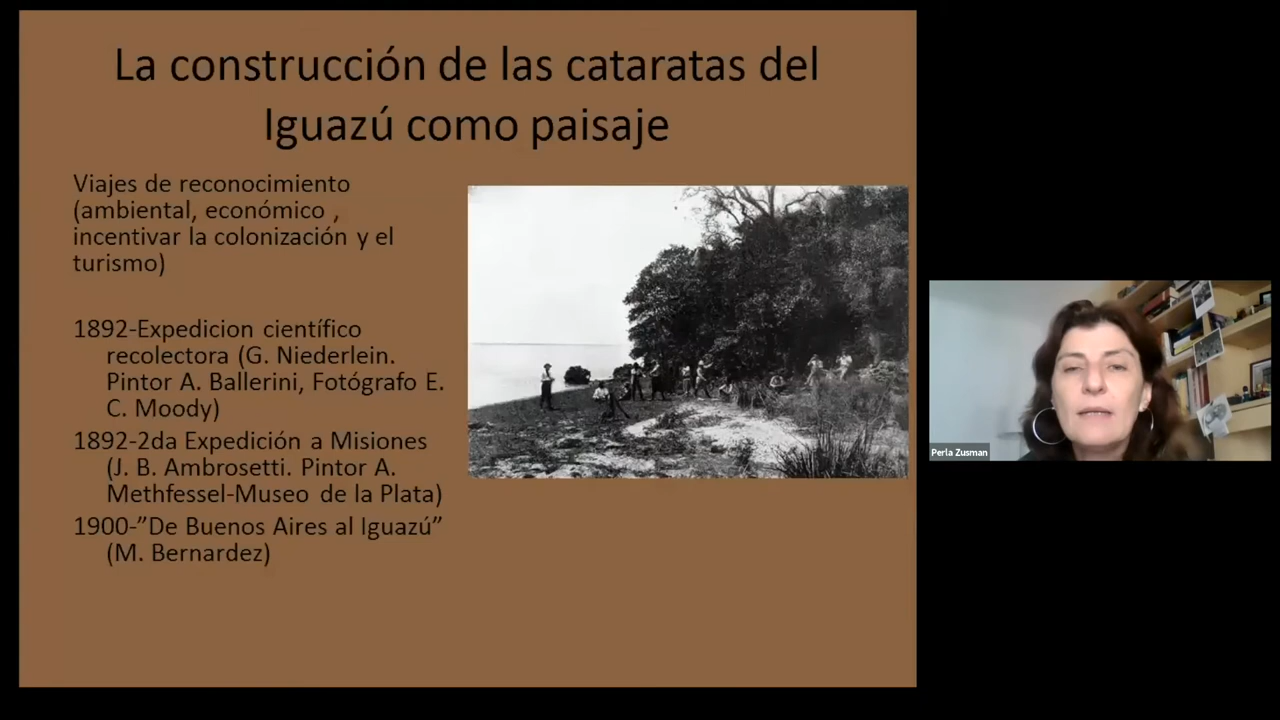 La construcción de las cataratas del
Iguazú como paisaje
Viajes de reconocimiento
(ambiental, económico ,
incentivar la colonización y el
turismo)
1892-Expedicion científico
recolectora (G. Niederlein.
Pintor A. Ballerini, Fotógrafo E.
C. Moody)
1892-2da Expedición a Misiones
(J. B. Ambrosetti. Pintor A.
Methfessel-Museo de la Plata)
1900-”De Buenos Aires al Iguazú”
(M. Bernardez)
Perla Zusman